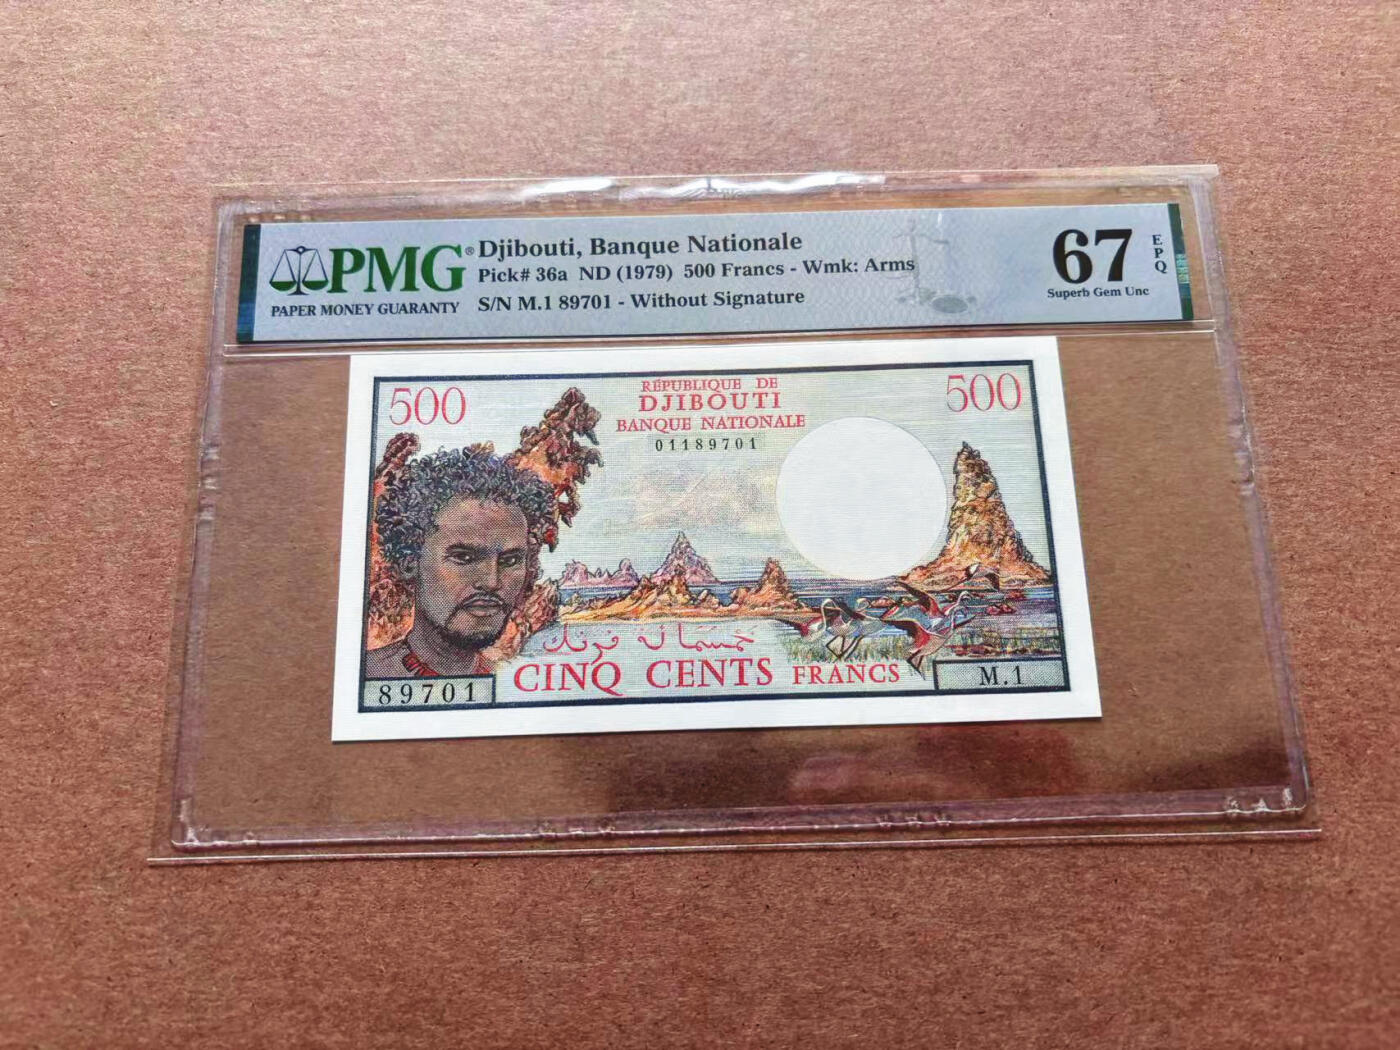 PMG®
PAPER MONEY GUARANTY
Djibouti, Banque Nationale
Pick# 36a ND (1979) 500 Francs - Wmk: Arms
S/N M.1 89701 - Without Signature
67
EPQ
Superb Gem Unc
500
RÉPUBLIQUE DE
DJIBOUTI
BANQUE NATIONALE
01189701
500
خمسمائة فرنك
CINQ CENTS FRANCS
89701
M.1